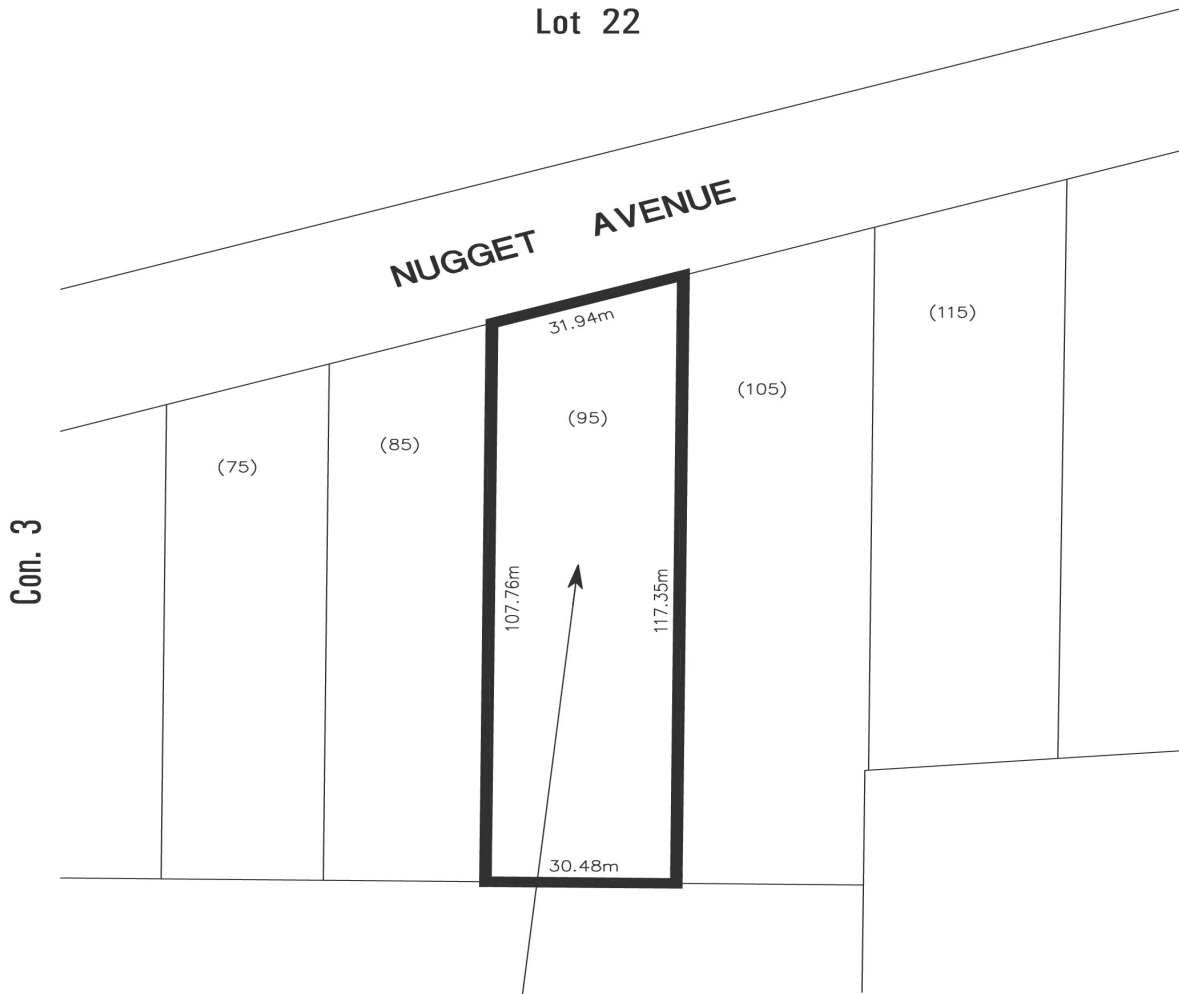 Lot 22
NUGGET AVENUE
31.94m
(115)
(105)
(95)
(85)
(75)
Con. 3
107.76m
117.35m
30.48m